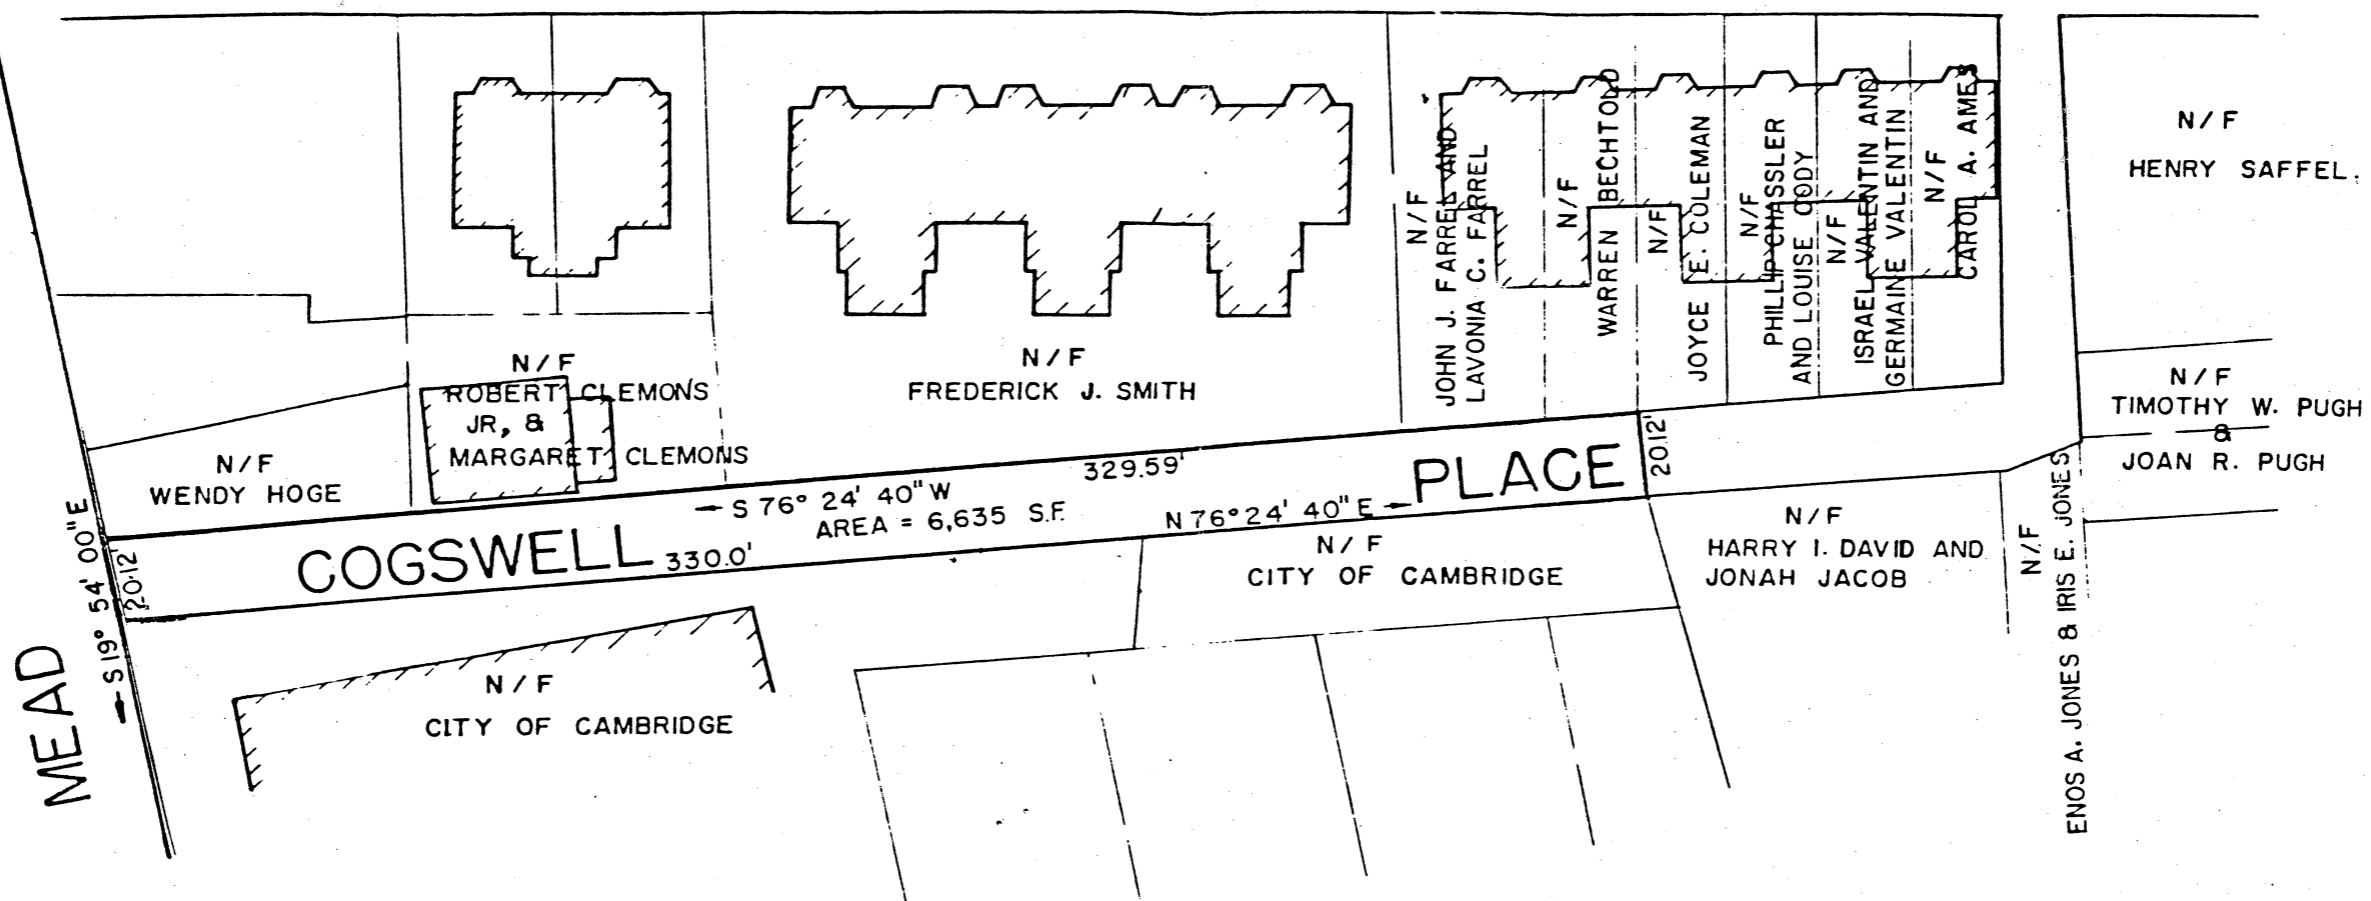 N/F
HENRY SAFFEL.
N/F
JOHN J. FARREL AND
LAVONIA C. FARREL
N/F
WARREN BECHTOLD
N/F
JOYCE E. COLEMAN
N/F
PHILLIP CHASSLER
AND LOUISE CODY
N/F
ISRAEL VALENTIN AND
GERMAINE VALENTIN
N/F
CAROL A. AMES
N/F
ROBERT CLEMONS
JR, &
MARGARET CLEMONS
N/F
FREDERICK J. SMITH
N/F
TIMOTHY W. PUGH
&
JOAN R. PUGH
N/F
WENDY HOGE
329.59'
S 76° 24' 40" W
AREA = 6,635 S.F.
N 76° 24' 40" E
COGSWELL PLACE
330.0'
20.12'
20.12'
S 19° 54' 00" E
MEAD
N/F
CITY OF CAMBRIDGE
N/F
HARRY I. DAVID AND
JONAH JACOB
N/F
ENOS A. JONES & IRIS E. JONES
N/F
CITY OF CAMBRIDGE